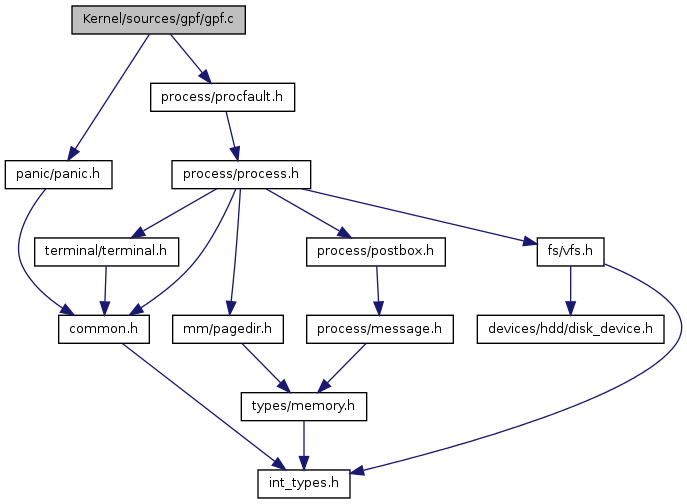 Kernel/sources/gpf/gpf.c
process/procfault.h
panic/panic.h
process/process.h
terminal/terminal.h
process/postbox.h
fs/vfs.h
common.h
mm/pagedir.h
process/message.h
devices/hdd/disk_device.h
types/memory.h
int_types.h